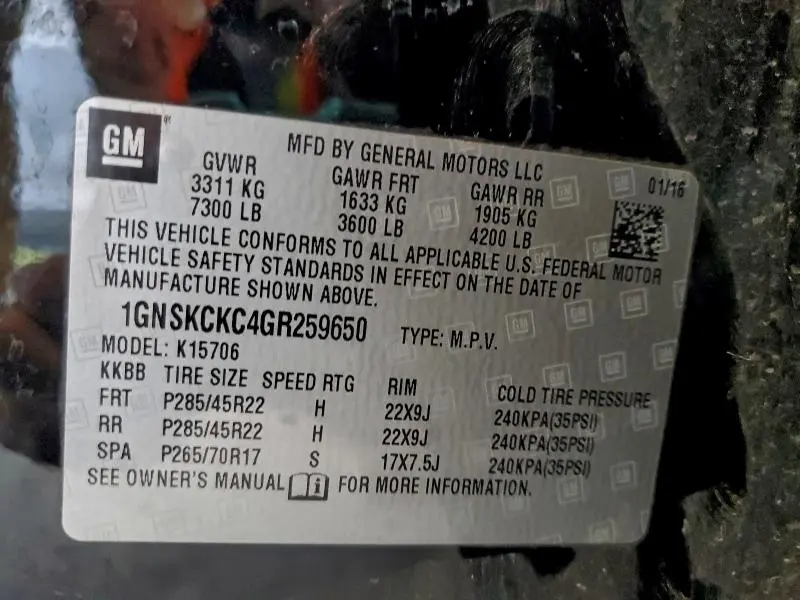 GM
MFD BY GENERAL MOTORS LLC
01/16
GVWR GAWR FRT GAWR RR
3311 KG 1633 KG 1905 KG
7300 LB 3600 LB 4200 LB
THIS VEHICLE CONFORMS TO ALL APPLICABLE U.S. FEDERAL MOTOR
VEHICLE SAFETY STANDARDS IN EFFECT ON THE DATE OF
MANUFACTURE SHOWN ABOVE.
1GNSKCKC4GR259650 TYPE: M.P.V.
MODEL: K15706
KKBB TIRE SIZE SPEED RTG RIM COLD TIRE PRESSURE
FRT P285/45R22 H 22X9J 240KPA(35PSI)
RR P285/45R22 H 22X9J 240KPA(35PSI)
SPA P265/70R17 S 17X7.5J 240KPA(35PSI)
SEE OWNER'S MANUAL FOR MORE INFORMATION.